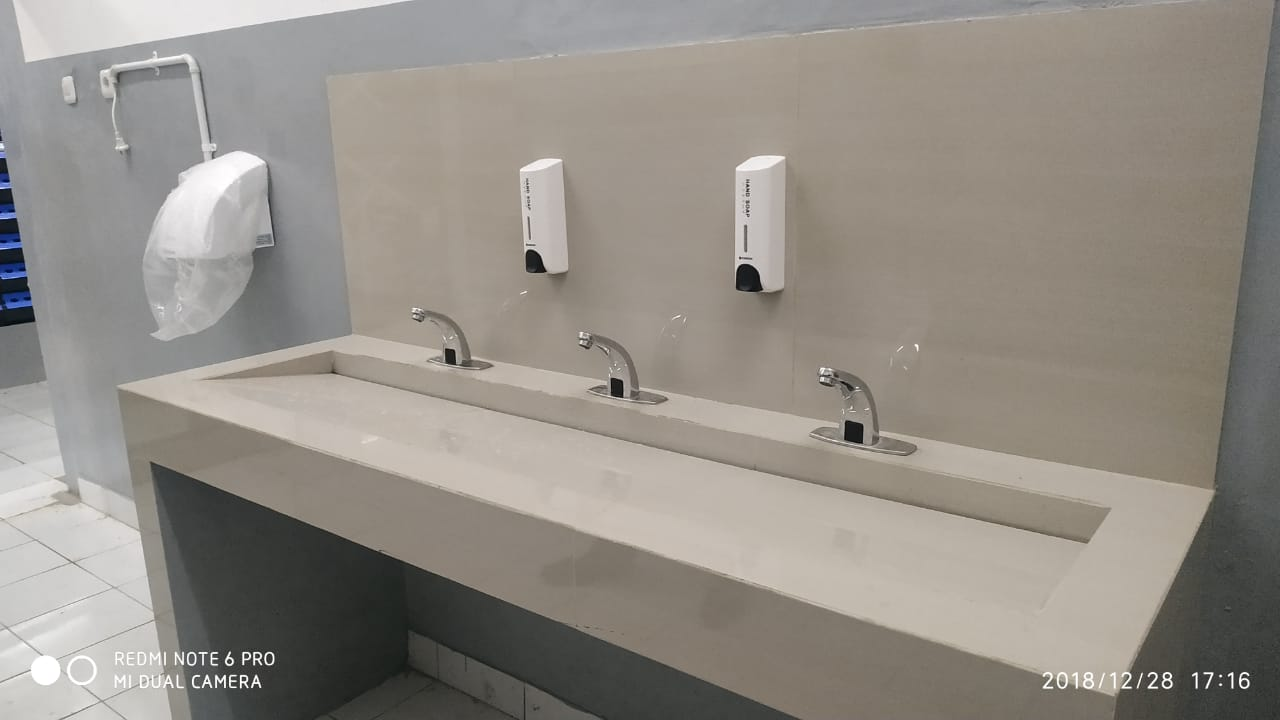 HAND SOAP
HAND SOAP
REDMI NOTE 6 PRO
MI DUAL CAMERA
2018/12/28 17:16